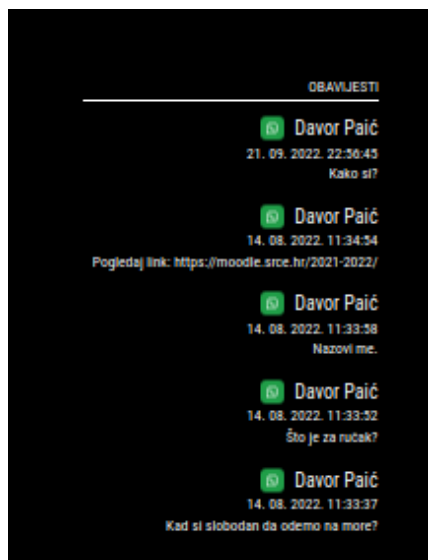 OBAVIJESTI
Davor Paić
21. 09. 2022. 22:56:45
Kako si?
Davor Paić
14. 08. 2022. 11:34:54
Pogledaj link: https://moodle.srce.hr/2021-2022/
Davor Paić
14. 08. 2022. 11:33:58
Nazovi me.
Davor Paić
14. 08. 2022. 11:33:52
Što je za ručak?
Davor Paić
14. 08. 2022. 11:33:37
Kad si slobodan da odemo na more?